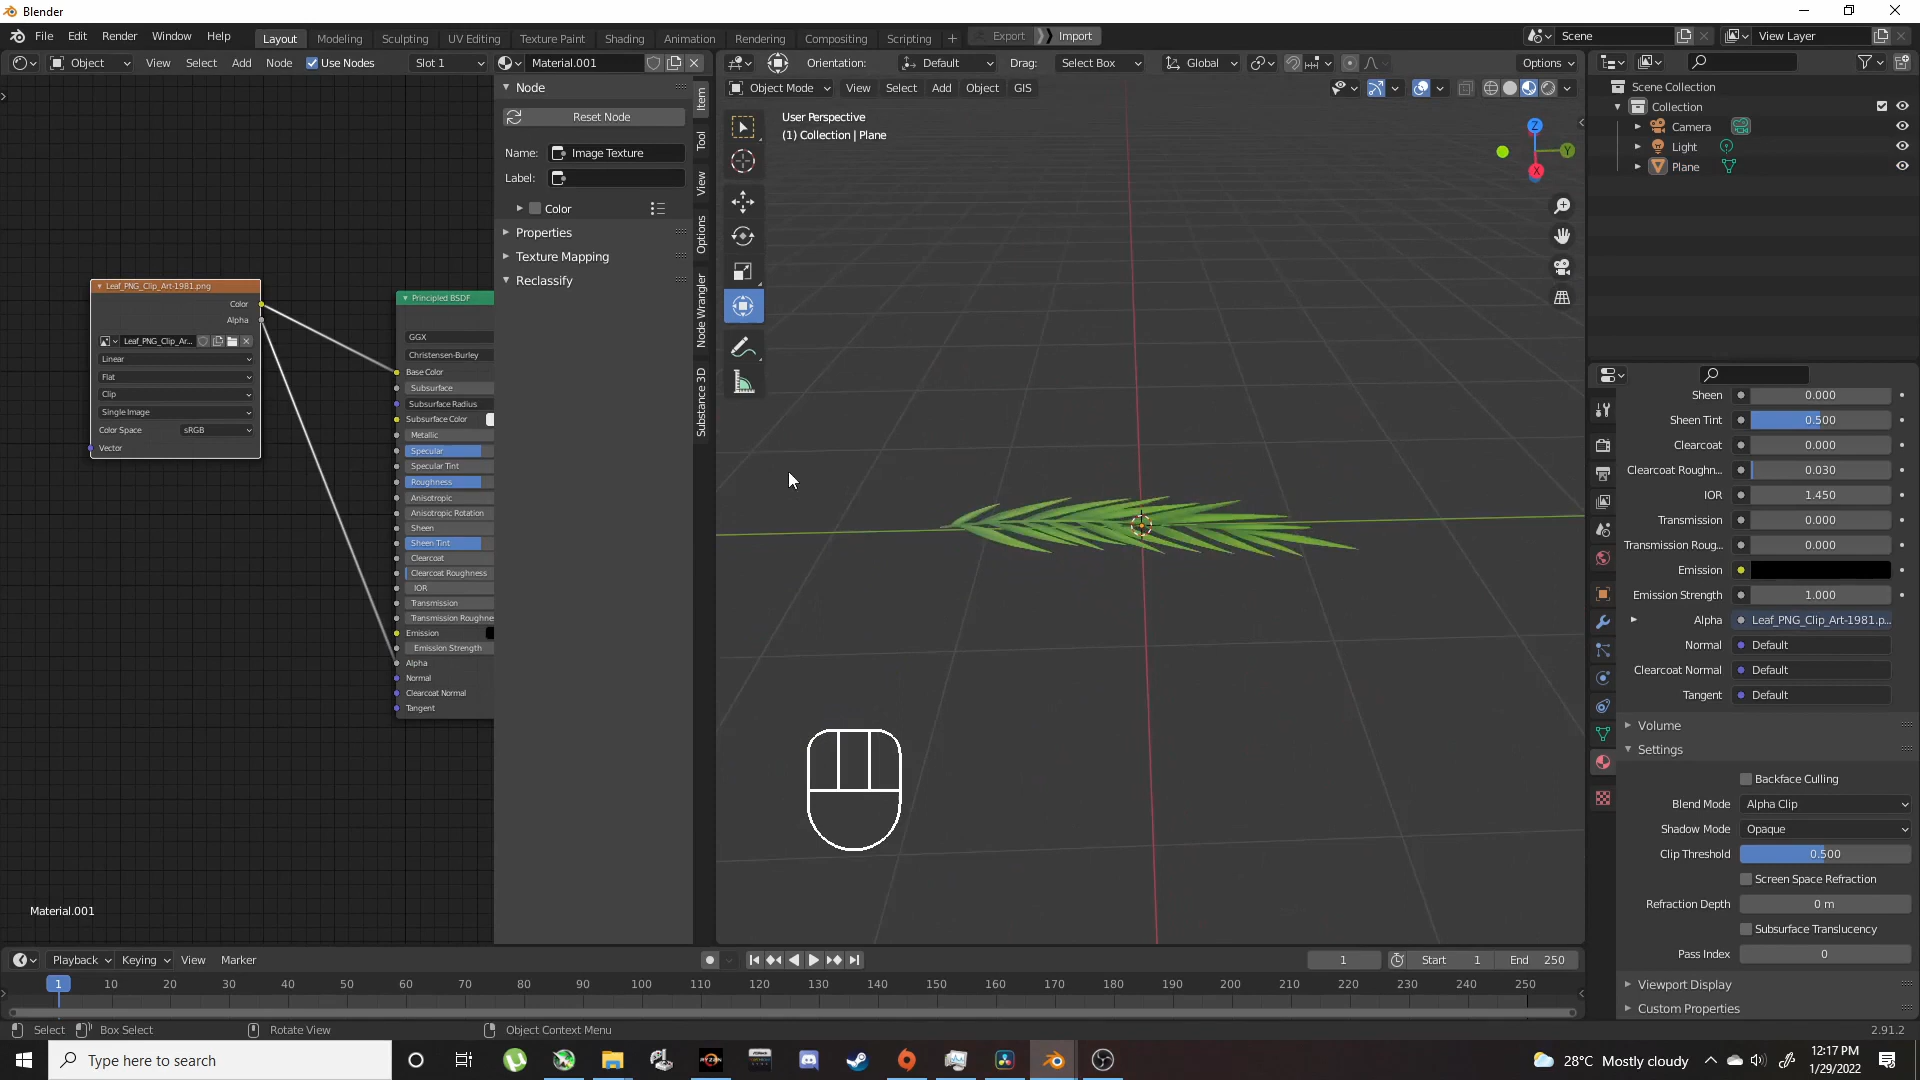 Blender
File Edit Render Window Help
Layout Modeling Sculpting UV Editing Texture Paint Shading Animation Rendering Compositing Scripting + Export Import
Scene
View Layer
Object View Select Add Node Use Nodes Slot 1 Material.001
Orientation: Default Drag: Select Box Global Options
Object Mode View Select Add Object GIS
User Perspective
(1) Collection | Plane
Z
Y
X
Node
Reset Node
Name: Image Texture
Label:
Color
Properties
Texture Mapping
Reclassify
Item
Tool
View
Options
Node Wrangler
Substance 3D
Leaf_PNG_Clip_Art-1981.png
Color
Alpha
Leaf_PNG_Clip_Ar...
Linear
Flat
Clip
Single Image
Color Space sRGB
Vector
Principled BSDF
GGX
Christensen-Burley
Base Color
Subsurface
Subsurface Radius
Subsurface Color
Metallic
Specular
Specular Tint
Roughness
Anisotropic
Anisotropic Rotation
Sheen
Sheen Tint
Clearcoat
Clearcoat Roughness
IOR
Transmission
Transmission Roughne
Emission
Emission Strength
Alpha
Normal
Clearcoat Normal
Tangent
Material.001
Scene Collection
Collection
Camera
Light
Plane
Sheen 0.000
Sheen Tint 0.500
Clearcoat 0.000
Clearcoat Roughn... 0.030
IOR 1.450
Transmission 0.000
Transmission Roug... 0.000
Emission
Emission Strength 1.000
Alpha Leaf_PNG_Clip_Art-1981.p...
Normal Default
Clearcoat Normal Default
Tangent Default
Volume
Settings
Backface Culling
Blend Mode Alpha Clip
Shadow Mode Opaque
Clip Threshold 0.500
Screen Space Refraction
Refraction Depth 0 m
Subsurface Translucency
Pass Index 0
Viewport Display
Custom Properties
Playback Keying View Marker 1 Start 1 End 250
1 10 20 30 40 50 60 70 80 90 100 110 120 130 140 150 160 170 180 190 200 210 220 230 240 250
Select Box Select Rotate View Object Context Menu 2.91.2
Type here to search
RYZEN
28°C Mostly cloudy
12:17 PM
1/29/2022